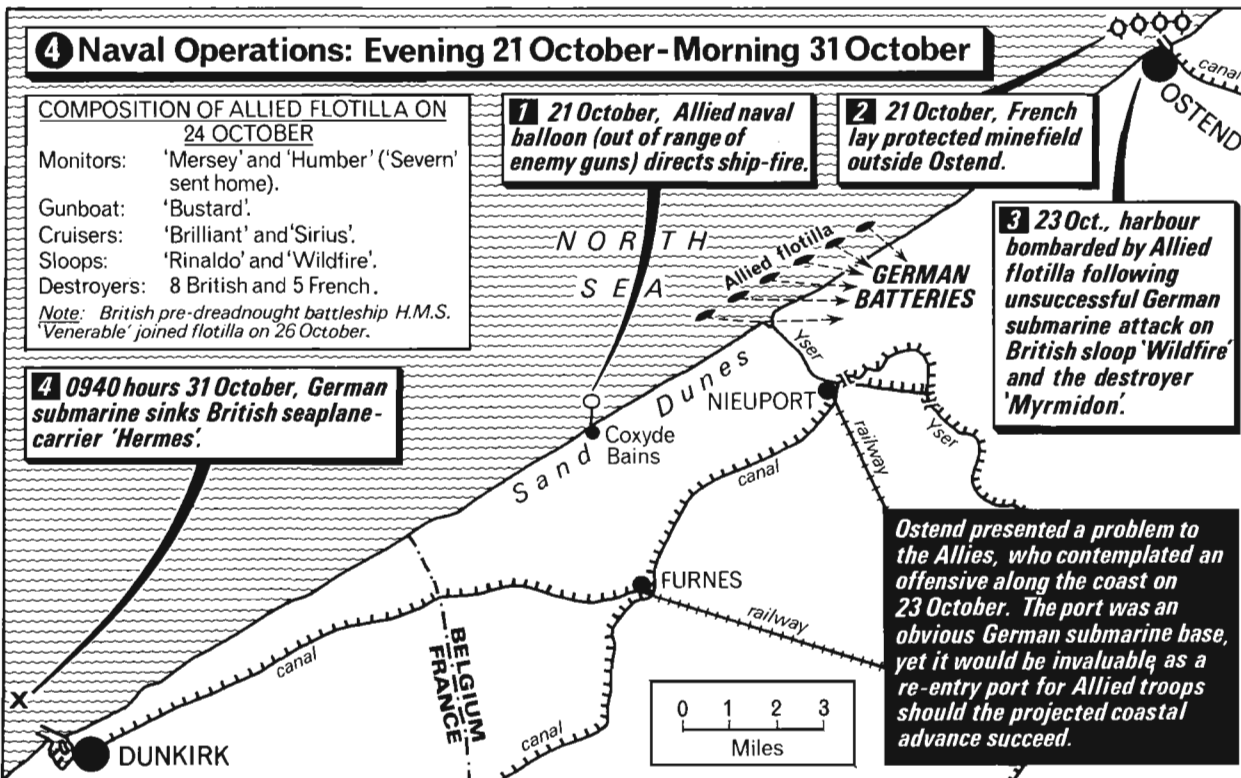 4 Naval Operations: Evening 21 October-Morning 31 October
COMPOSITION OF ALLIED FLOTILLA ON
24 OCTOBER
Monitors: 'Mersey' and 'Humber' ('Severn'
sent home).
Gunboat: 'Bustard'.
Cruisers: 'Brilliant' and 'Sirius'.
Sloops: 'Rinaldo' and 'Wildfire'.
Destroyers: 8 British and 5 French.
Note: British pre-dreadnought battleship H.M.S.
'Venerable' joined flotilla on 26 October.
1 21 October, Allied naval
balloon (out of range of
enemy guns) directs ship-fire.
2 21 October, French
lay protected minefield
outside Ostend.
canal
OSTEND
3 23 Oct., harbour
bombarded by Allied
flotilla following
unsuccessful German
submarine attack on
British sloop 'Wildfire'
and the destroyer
'Myrmidon'.
NORTH
SEA
Allied flotilla
GERMAN
BATTERIES
4 0940 hours 31 October, German
submarine sinks British seaplane-
carrier 'Hermes'.
Yser
Sand Dunes
NIEUPORT
Coxyde
Bains
railway
Yser
canal
FURNES
railway
canal
BELGIUM
FRANCE
canal
DUNKIRK
0 1 2 3
Miles
Ostend presented a problem to
the Allies, who contemplated an
offensive along the coast on
23 October. The port was an
obvious German submarine base,
yet it would be invaluable as a
re-entry port for Allied troops
should the projected coastal
advance succeed.